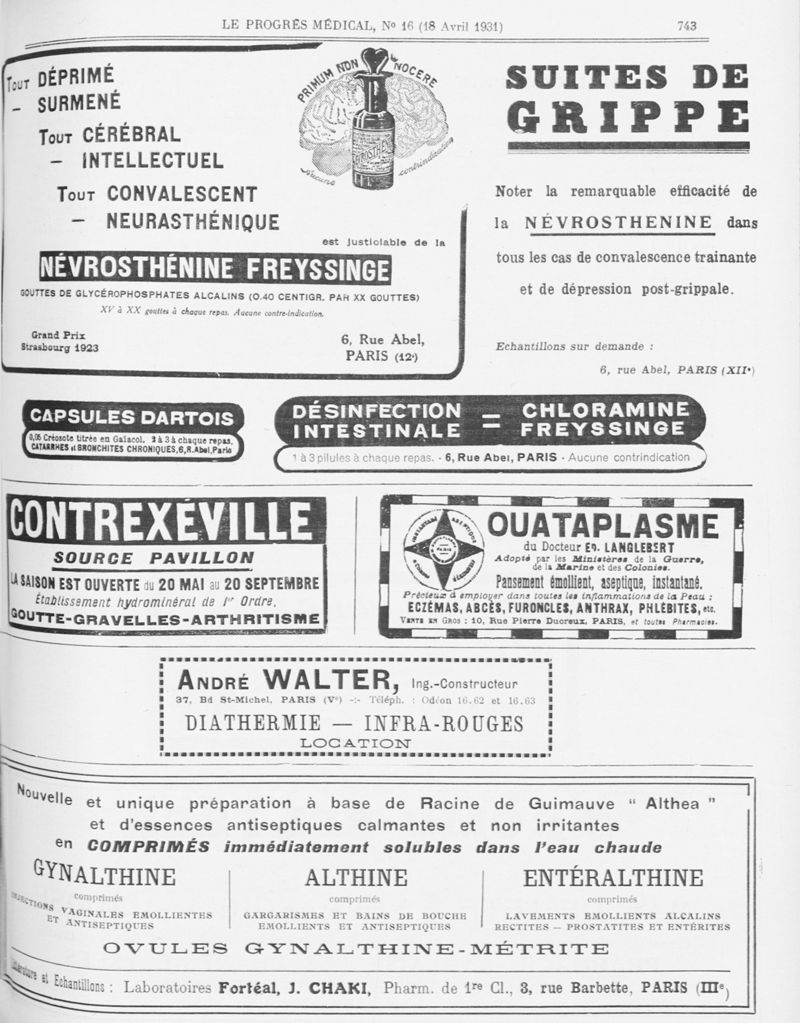 LE PROGRÈS MÉDICAL, No 16 (18 Avril 1931)
743
TOUT DÉPRIMÉ
– SURMENÉ
TOUT CÉRÉBRAL
– INTELLECTUEL
TOUT CONVALESCENT
– NEURASTHÉNIQUE
PRIMUM NON NOCERE
Aucune contrindication
est justiciable de la
NÉVROSTHÉNINE FREYSSINGE
GOUTTES DE GLYCÉROPHOSPHATES ALCALINS (0.40 CENTIGR. PAR XX GOUTTES)
XV à XX gouttes à chaque repas. Aucune contre-indication.
Grand Prix
Strasbourg 1923
6, Rue Abel,
PARIS (12e)
SUITES DE
GRIPPE
Noter la remarquable efficacité de
la NÉVROSTHENINE dans
tous les cas de convalescence trainante
et de dépression post-grippale.
Echantillons sur demande :
6, rue Abel, PARIS (XIIe)
CAPSULES DARTOIS
0,05 Créosote titrée en Gaïacol. 2 à 3 à chaque repas.
CATARRHES et BRONCHITES CHRONIQUES, 6, R. Abel, Paris
DÉSINFECTION INTESTINALE = CHLORAMINE FREYSSINGE
1 à 3 pilules à chaque repas. - 6, Rue Abel, PARIS - Aucune contrindication
CONTREXÉVILLE
SOURCE PAVILLON
LA SAISON EST OUVERTE du 20 MAI au 20 SEPTEMBRE
Établissement hydrominéral de 1er Ordre.
GOUTTE-GRAVELLES-ARTHRITISME
OUATAPLASME
du Docteur ED. LANGLEBERT
Adopté par les Ministères de la Guerre,
de la Marine et des Colonies.
Pansement émollient, aseptique, instantané.
Précieux à employer dans toutes les inflammations de la Peau :
ECZÉMAS, ABCÈS, FURONCLES, ANTHRAX, PHLÉBITES, etc.
VENTE EN GROS : 10, Rue Pierre Ducreux, PARIS, et toutes Pharmacies.
ANDRÉ WALTER, Ing.-Constructeur
37, Bd St-Michel, PARIS (Ve) -:- Téléph. : Odéon 16.62 et 16.63
DIATHERMIE — INFRA-ROUGES
LOCATION
Nouvelle et unique préparation à base de Racine de Guimauve “ Althea ”
et d'essences antiseptiques calmantes et non irritantes
en COMPRIMÉS immédiatement solubles dans l'eau chaude
GYNALTHINE
comprimés
INJECTIONS VAGINALES EMOLLIENTES
ET ANTISEPTIQUES
ALTHINE
comprimés
GARGARISMES ET BAINS DE BOUCHE
EMOLLIENTS ET ANTISEPTIQUES
ENTÉRALTHINE
comprimés
LAVEMENTS EMOLLIENTS ALCALINS
RECTITES — PROSTATITES ET ENTÉRITES
OVULES GYNALTHINE-MÉTRITE
Littérature et Echantillons : Laboratoires Fortéal, J. CHAKI, Pharm. de 1re Cl., 3, rue Barbette, PARIS (IIIe)